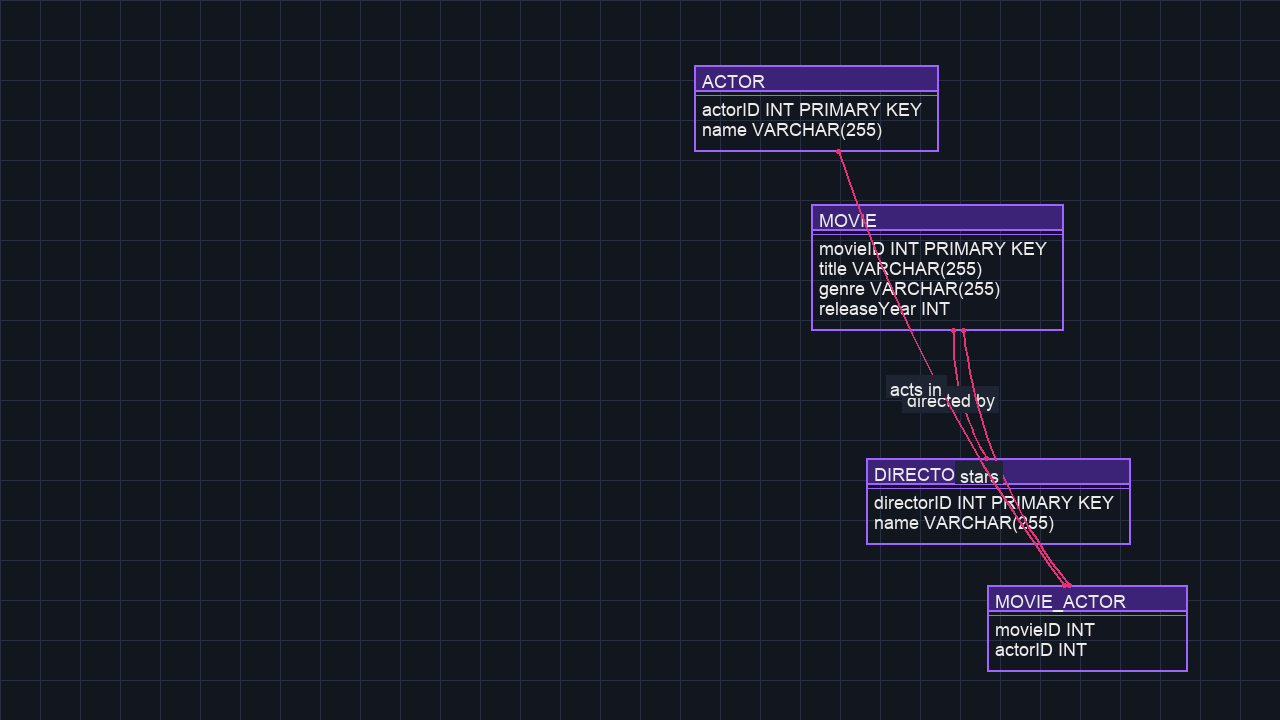 ACTOR
actorID INT PRIMARY KEY
name VARCHAR(255)
MOVIE
movieID INT PRIMARY KEY
title VARCHAR(255)
genre VARCHAR(255)
releaseYear INT
acts in
directed by
DIRECTO
stars
directorID INT PRIMARY KEY
name VARCHAR(255)
MOVIE_ACTOR
movieID INT
actorID INT